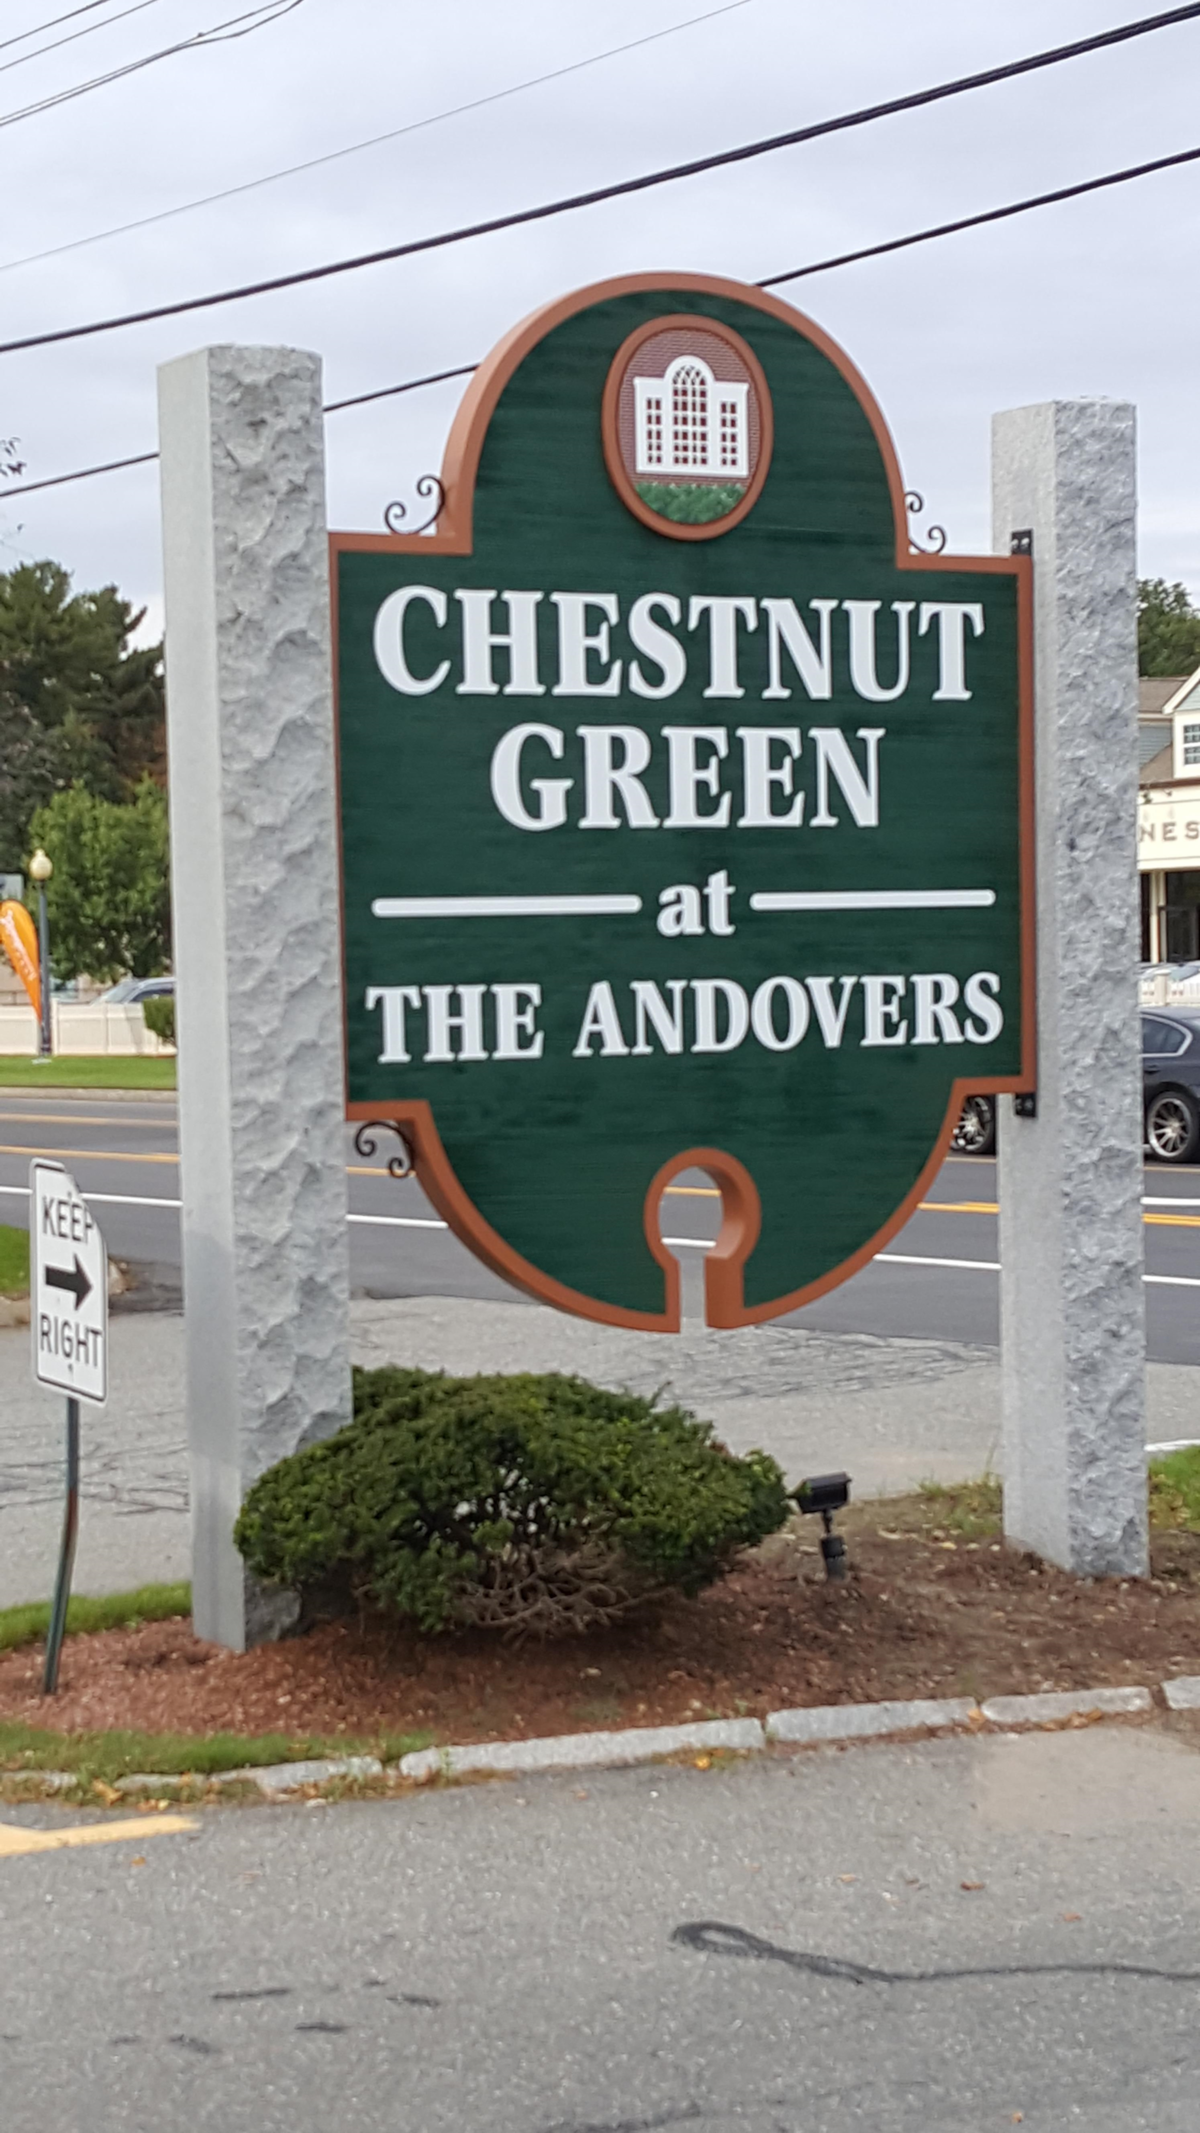 CHESTNUT
GREEN
at
THE ANDOVERS
KEEP
RIGHT